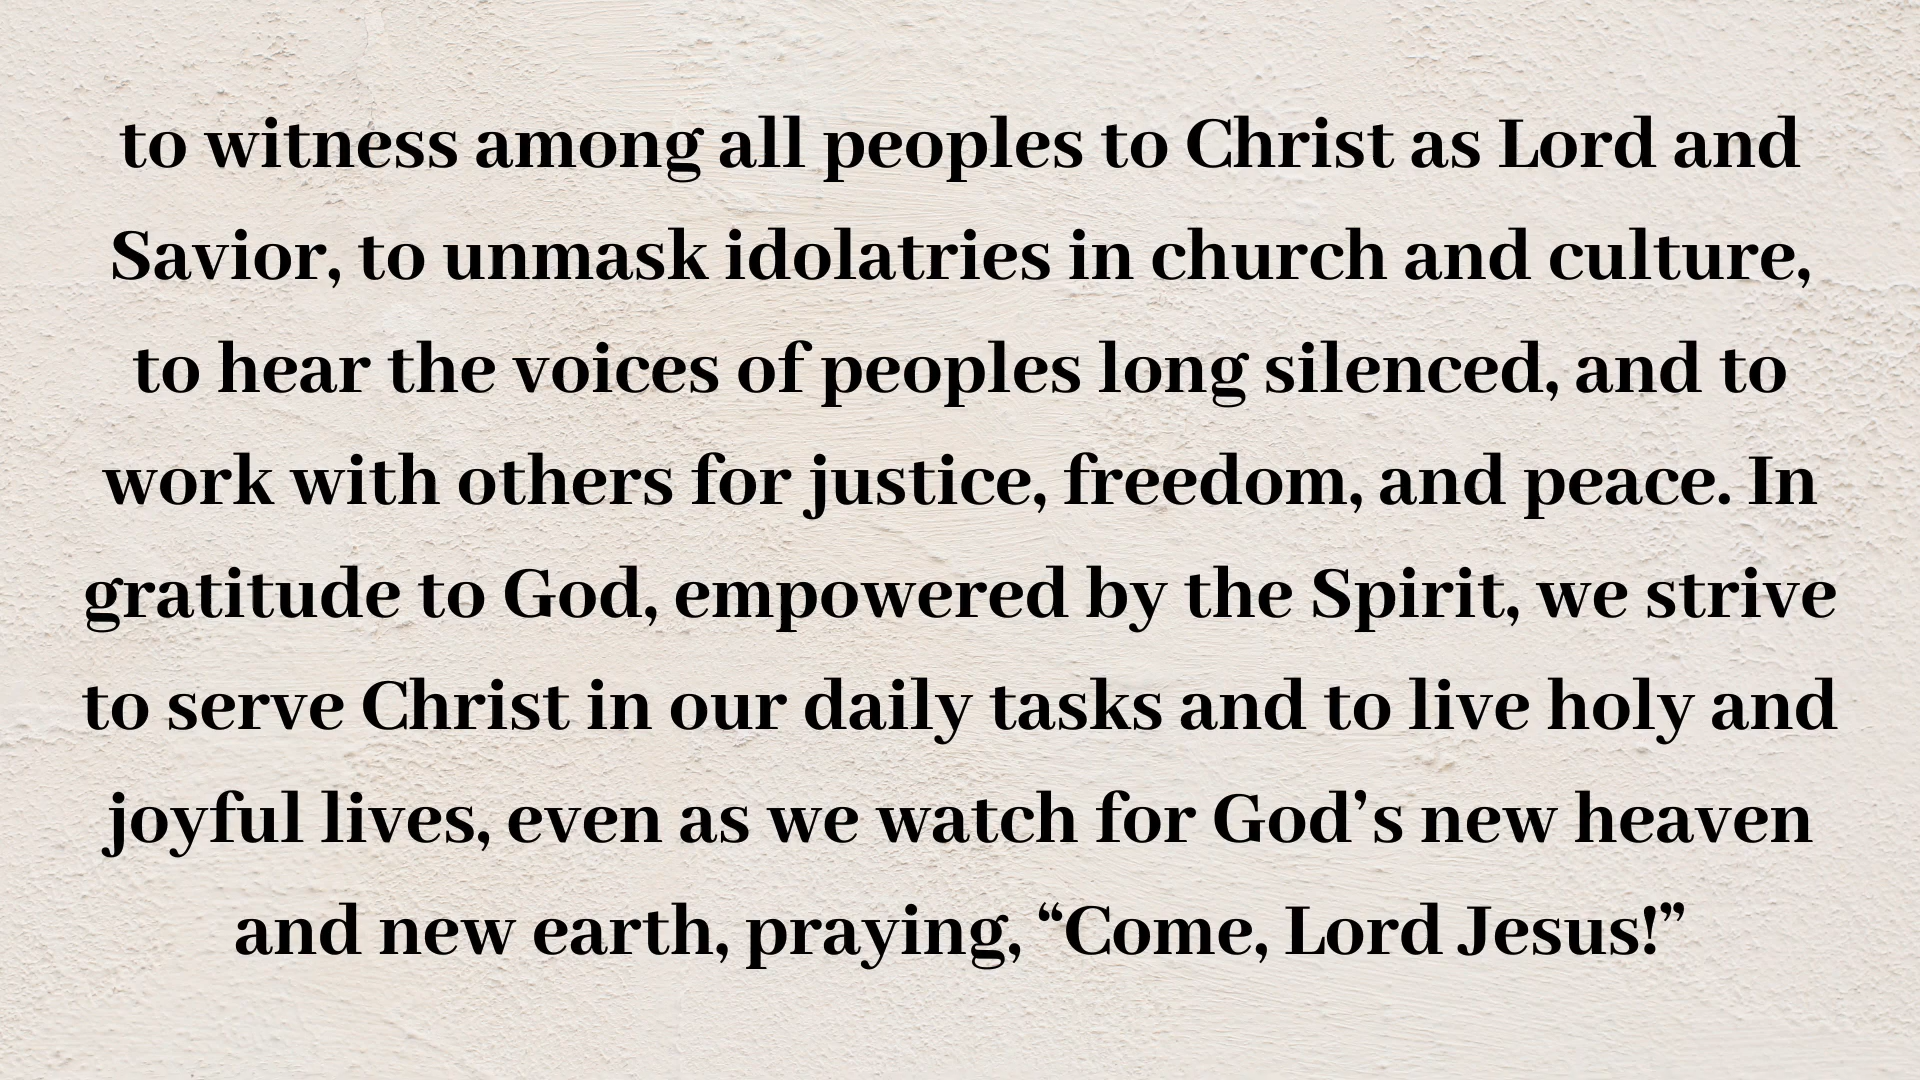 to witness among all peoples to Christ as Lord and
Savior, to unmask idolatries in church and culture,
to hear the voices of peoples long silenced, and to
work with others for justice, freedom, and peace. In
gratitude to God, empowered by the Spirit, we strive
to serve Christ in our daily tasks and to live holy and
joyful lives, even as we watch for God’s new heaven
and new earth, praying, “Come, Lord Jesus!”